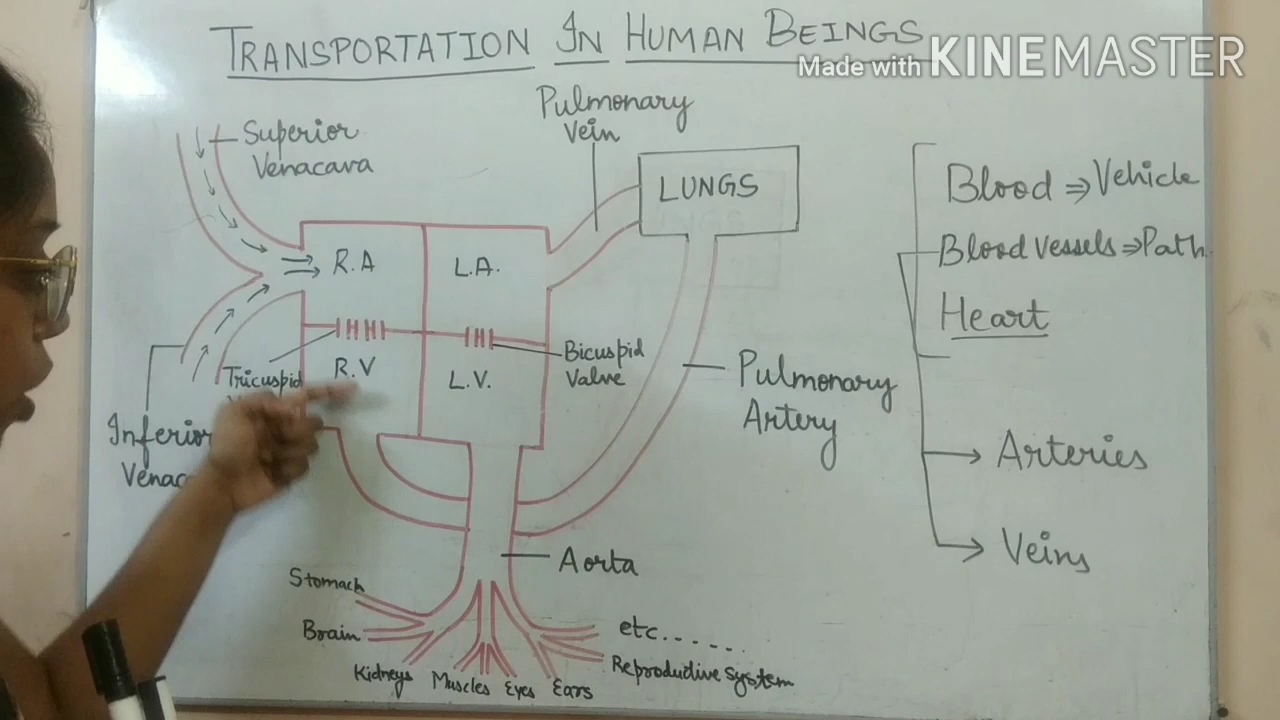 TRANSPORTATION IN HUMAN BEINGS
Made with KINEMASTER
Pulmonary
Vein
Superior
Venacava
LUNGS
R.A
L.A.
Tricuspid
R.V
L.V.
Bicuspid
Valve
Inferior
Pulmonary
Artery
Aorta
Stomach
Brain
Kidneys
Muscles
Eyes
Ears
Reproductive System
etc......
Blood ⇒ Vehicle
Blood Vessels ⇒ Path
Heart
Arteries
Veins